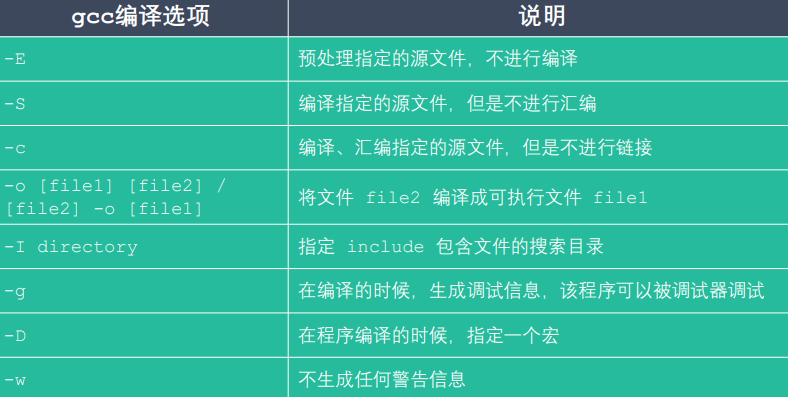 gcc编译选项
说明
-E
预处理指定的源文件,不进行编译
-S
编译指定的源文件,但是不进行汇编
-c
编译、汇编指定的源文件,但是不进行链接
-o [file1] [file2] /
[file2] -o [file1]
将文件 file2 编译成可执行文件 file1
-I directory
指定 include 包含文件的搜索目录
-g
在编译的时候,生成调试信息,该程序可以被调试器调试
-D
在程序编译的时候,指定一个宏
-w
不生成任何警告信息